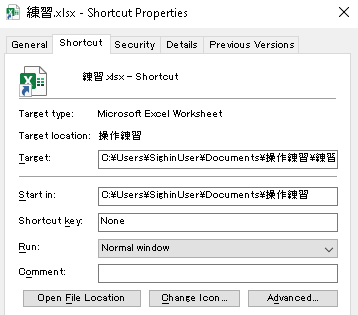 練習.xlsx - Shortcut Properties
General Shortcut Security Details Previous Versions
練習.xlsx - Shortcut
Target type: Microsoft Excel Worksheet
Target location: 操作練習
Target: C:¥Users¥SighinUser¥Documents¥操作練習¥練習
Start in: C:¥Users¥SighinUser¥Documents¥操作練習
Shortcut key: None
Run: Normal window
Comment:
Open File Location Change Icon... Advanced...